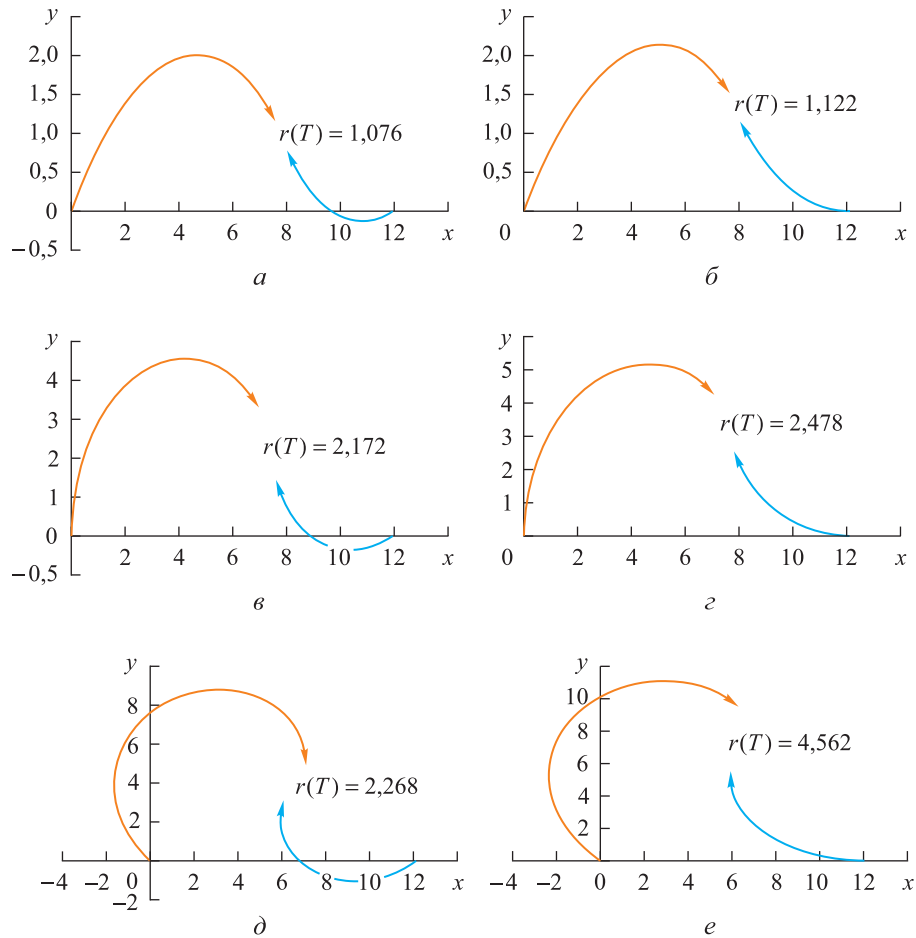 y
2,0
1,5
1,0
0,5
0
−0,5
2 4 6 8 10 12 x
r(T) = 1,076
а
y
2,0
1,5
1,0
0,5
0 2 4 6 8 10 12 x
r(T) = 1,122
б
y
4
3
2
1
0
−0,5
2 4 6 8 10 12 x
r(T) = 2,172
в
y
5
4
3
2
1
0 2 4 6 8 10 12 x
r(T) = 2,478
г
y
8
6
4
2
−4 −2 0 2 4 6 8 10 12 x
−2
r(T) = 2,268
д
y
10
8
6
4
2
−4 −2 0 2 4 6 8 10 12 x
r(T) = 4,562
е